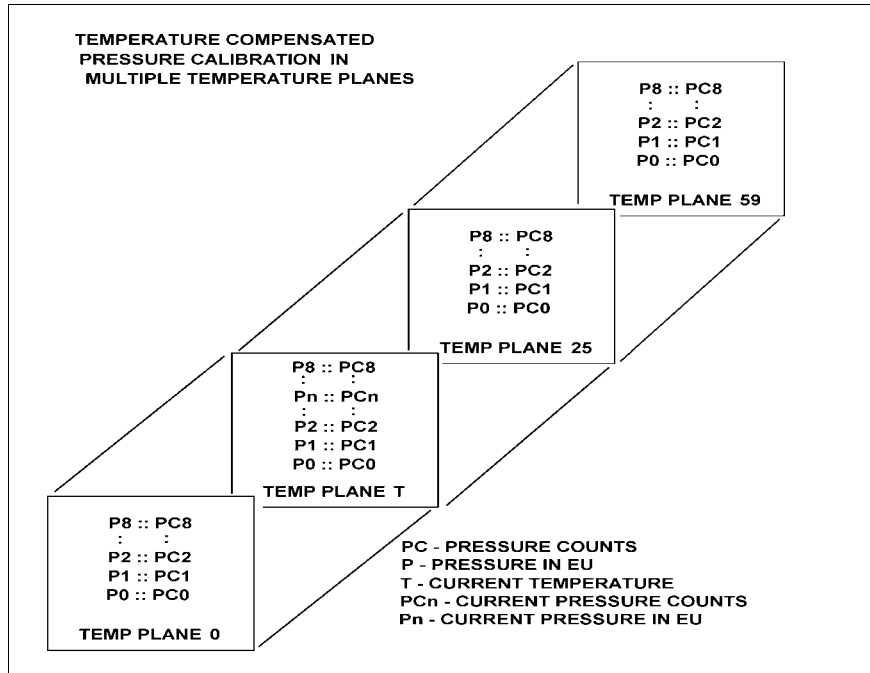 TEMPERATURE COMPENSATED
PRESSURE CALIBRATION IN
MULTIPLE TEMPERATURE PLANES
P8 :: PC8
: :
P2 :: PC2
P1 :: PC1
P0 :: PC0
TEMP PLANE 59
P8 :: PC8
: :
P2 :: PC2
P1 :: PC1
P0 :: PC0
TEMP PLANE 25
P8 :: PC8
: :
Pn :: PCn
: :
P2 :: PC2
P1 :: PC1
P0 :: PC0
TEMP PLANE T
P8 :: PC8
: :
P2 :: PC2
P1 :: PC1
P0 :: PC0
TEMP PLANE 0
PC - PRESSURE COUNTS
P - PRESSURE IN EU
T - CURRENT TEMPERATURE
PCn - CURRENT PRESSURE COUNTS
Pn - CURRENT PRESSURE IN EU